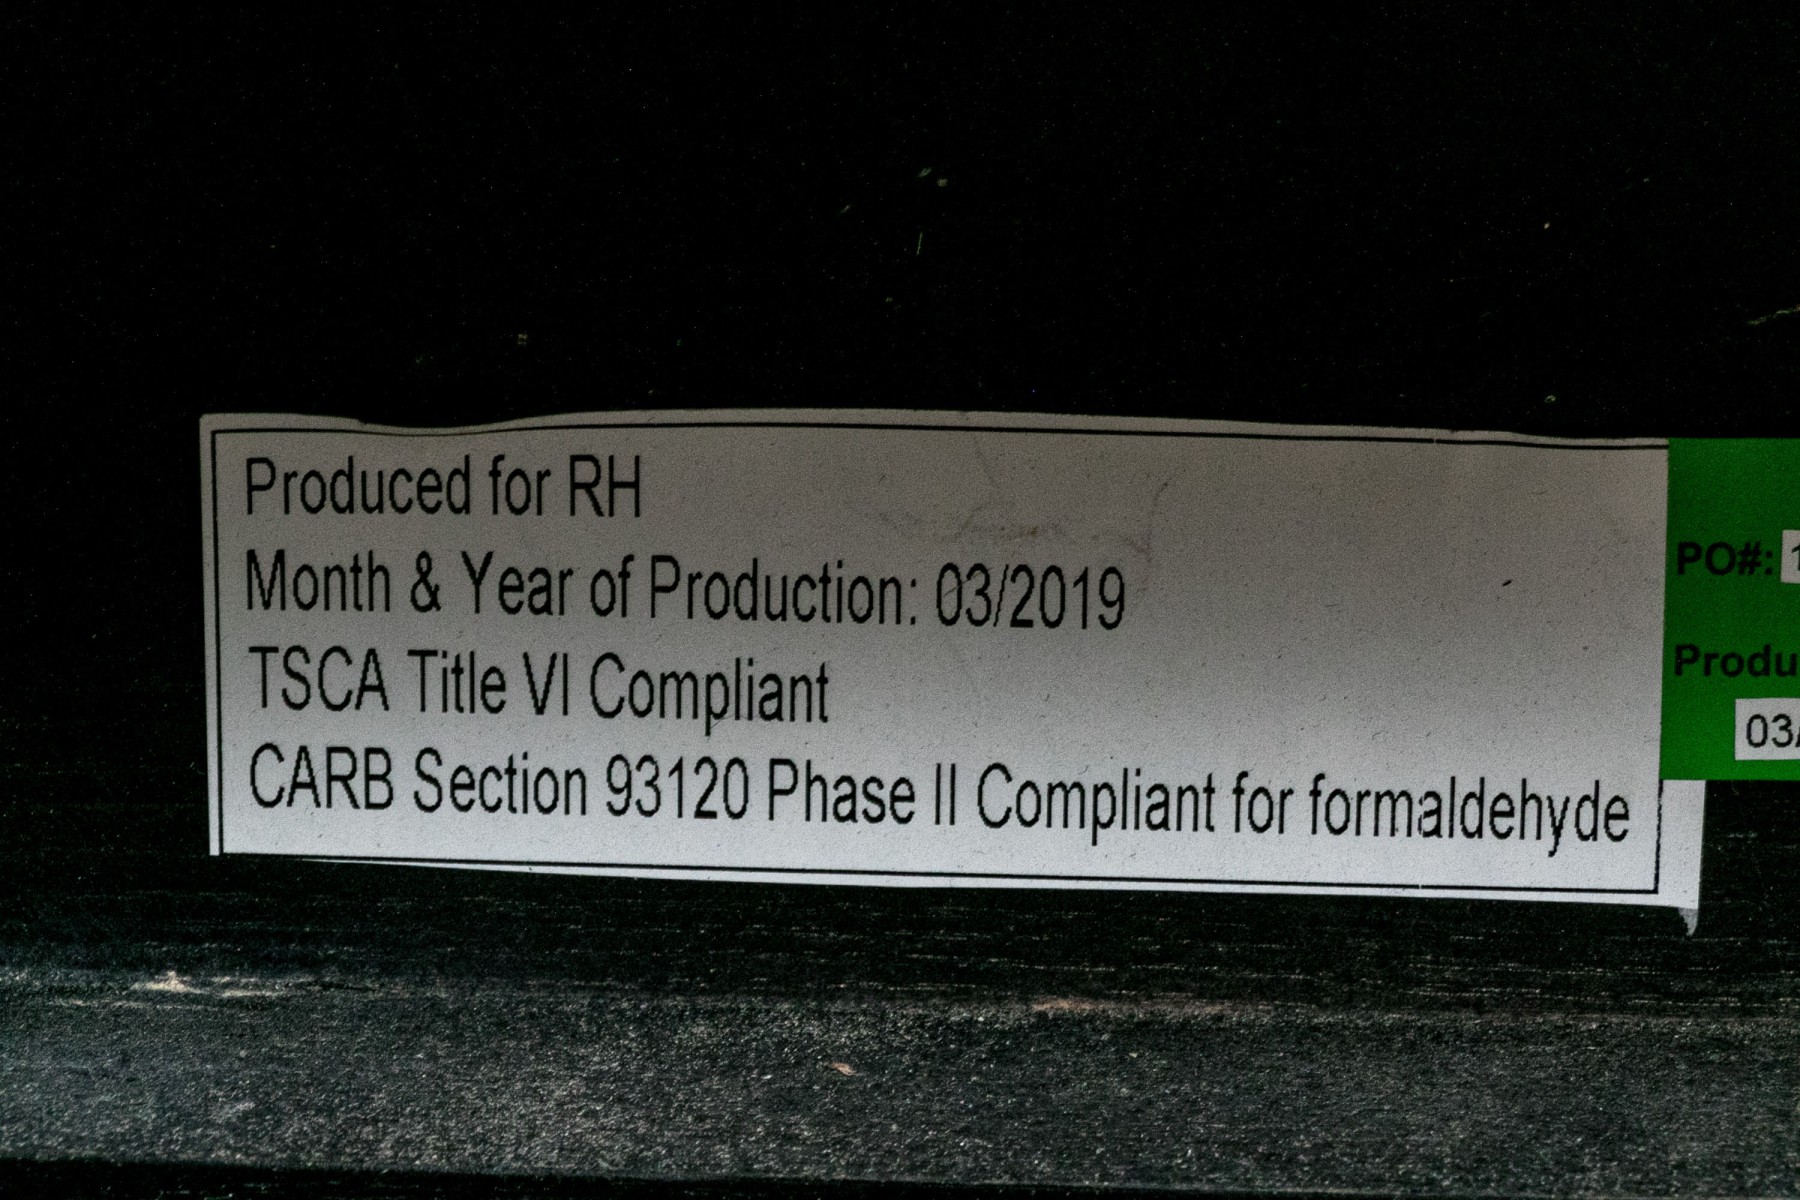 Produced for RH
Month & Year of Production: 03/2019
TSCA Title VI Compliant
CARB Section 93120 Phase II Compliant for formaldehyde
PO#:
03/